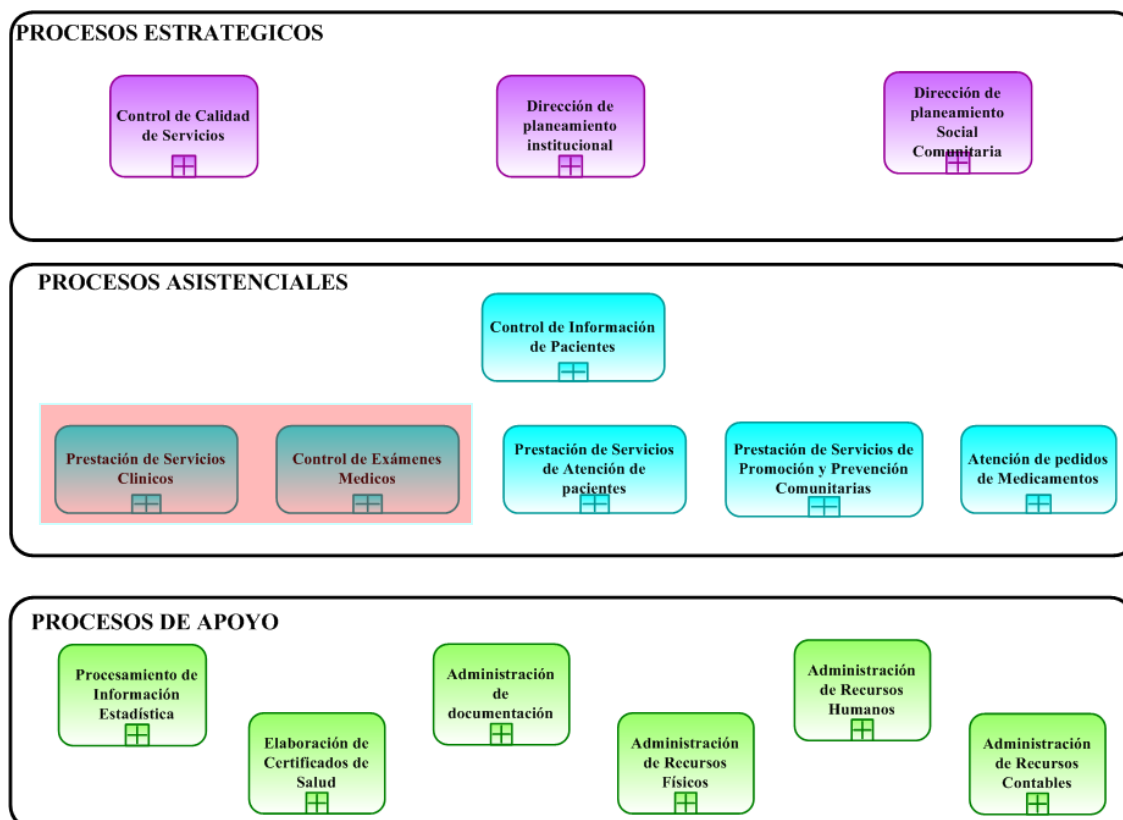 PROCESOS ESTRATEGICOS
Control de Calidad
de Servicios
Dirección de
planeamiento
institucional
Dirección de
planeamiento
Social
Comunitaria
PROCESOS ASISTENCIALES
Control de Información
de Pacientes
Prestación de Servicios
Clinicos
Control de Exámenes
Medicos
Prestación de Servicios
de Atención de
pacientes
Prestación de Servicios de
Promoción y Prevención
Comunitarias
Atención de pedidos
de Medicamentos
PROCESOS DE APOYO
Procesamiento de
Información
Estadística
Elaboración de
Certificados de
Salud
Administración
de
documentación
Administración
de Recursos
Físicos
Administración
de Recursos
Humanos
Administración
de Recursos
Contables